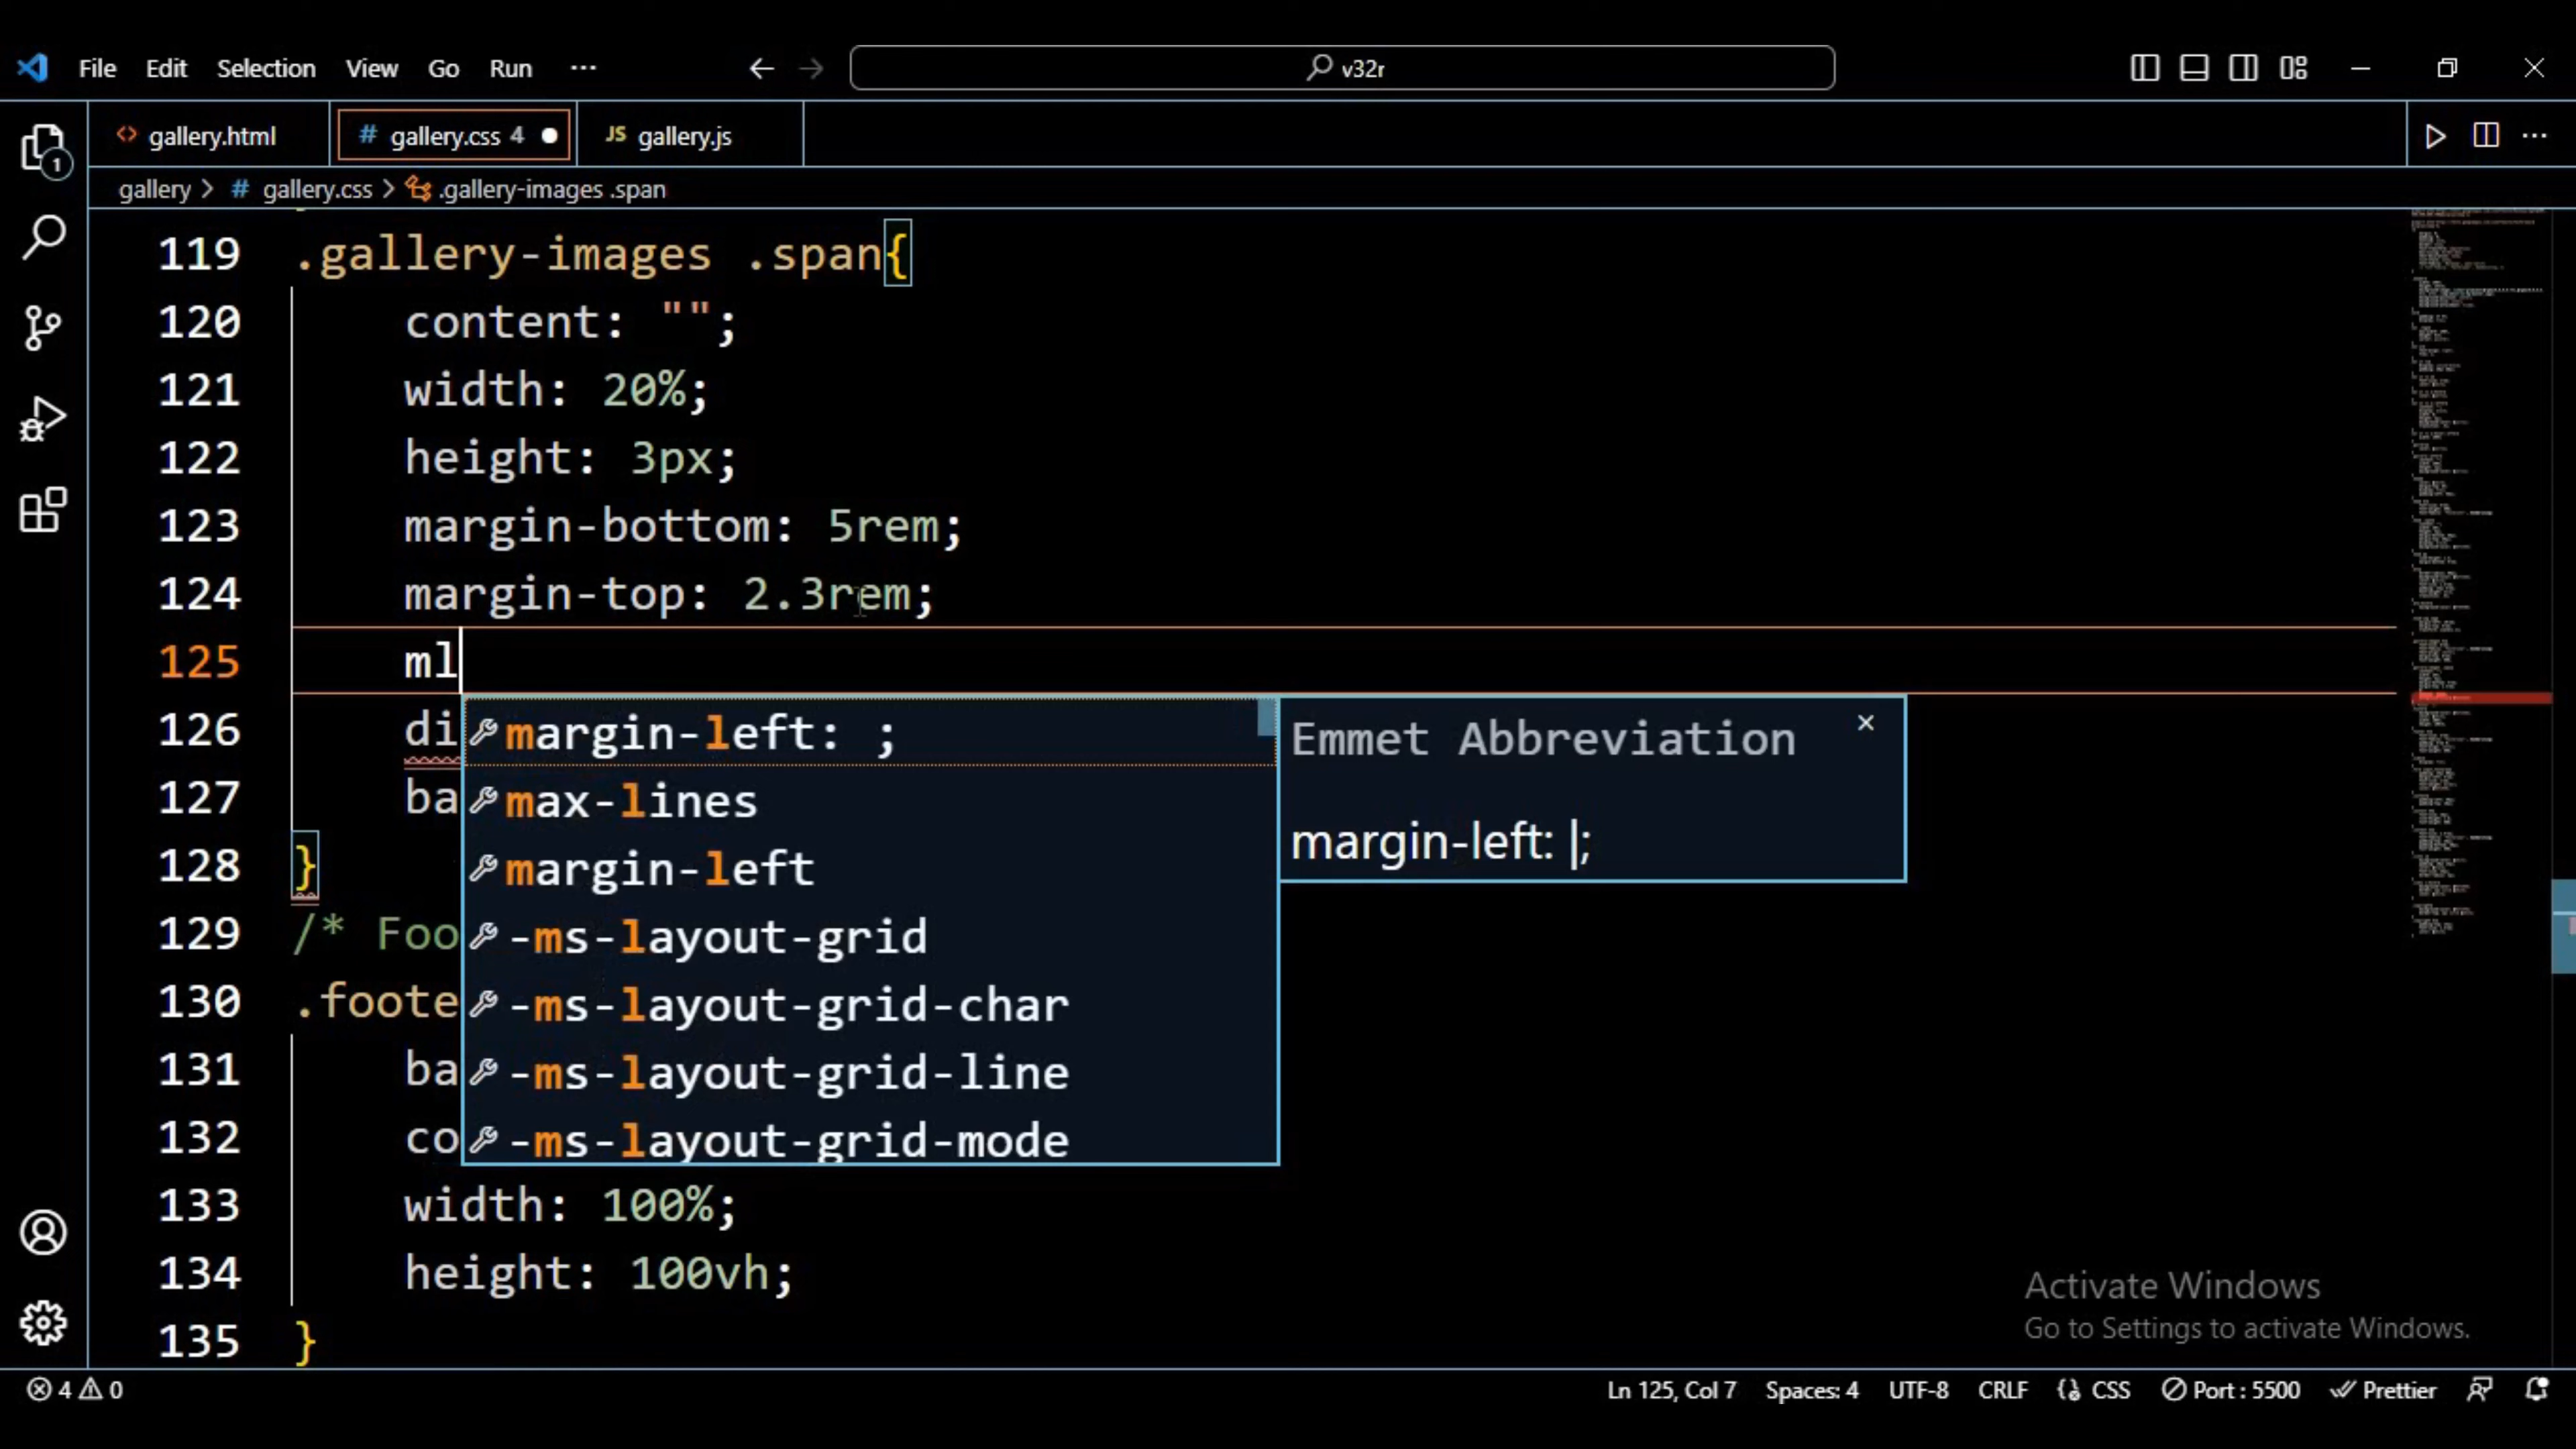 File Edit Selection View Go Run ··· v32r
gallery.html # gallery.css 4 JS gallery.js
gallery > # gallery.css > .gallery-images .span
119 .gallery-images .span{
120 content: "";
121 width: 20%;
122 height: 3px;
123 margin-bottom: 5rem;
124 margin-top: 2.3rem;
125 ml
126 di
127 ba
128 }
129 /* Foo
130 .foote
131 ba
132 co
133 width: 100%;
134 height: 100vh;
135 }
margin-left: ;
max-lines
margin-left
-ms-layout-grid
-ms-layout-grid-char
-ms-layout-grid-line
-ms-layout-grid-mode
Emmet Abbreviation
margin-left: |;
Activate Windows
Go to Settings to activate Windows.
1
4 0 Ln 125, Col 7 Spaces: 4 UTF-8 CRLF CSS Port : 5500 Prettier